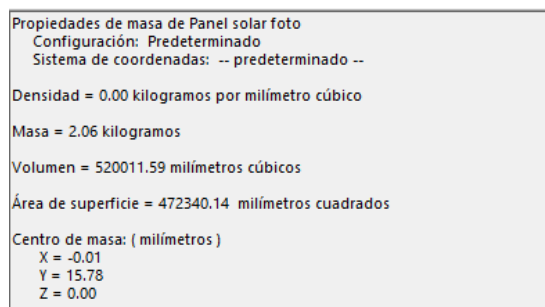 Propiedades de masa de Panel solar foto
Configuración: Predeterminado
Sistema de coordenadas: -- predeterminado --
Densidad = 0.00 kilogramos por milímetro cúbico
Masa = 2.06 kilogramos
Volumen = 520011.59 milímetros cúbicos
Área de superficie = 472340.14 milímetros cuadrados
Centro de masa: ( milímetros )
X = -0.01
Y = 15.78
Z = 0.00